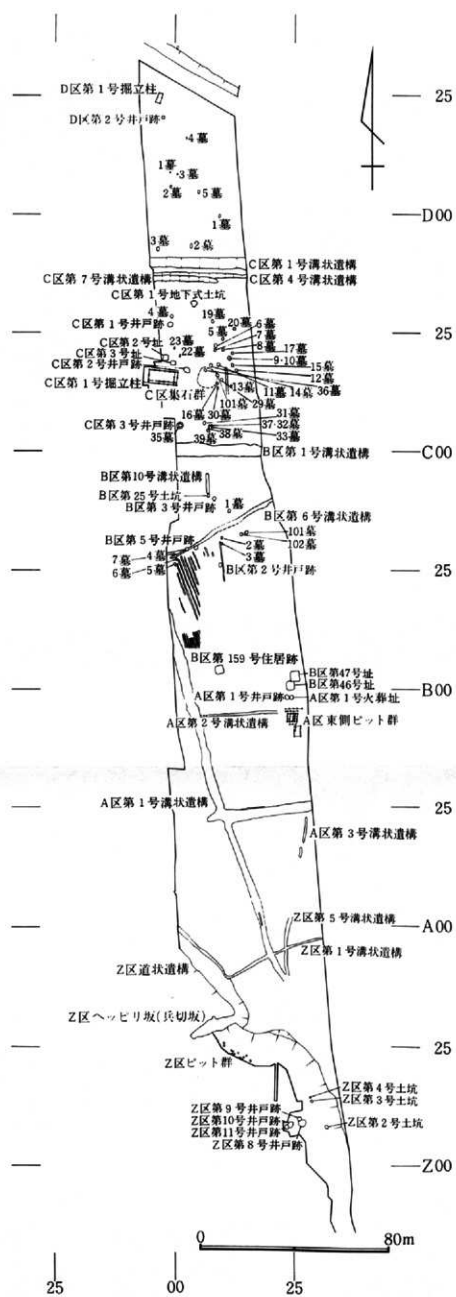 D区第1号掘立柱
25
D区第2号井戸跡
4墓
1墓
3墓
2墓
5墓
D00
1墓
3墓
2墓
C区第1号溝状遺構
C区第7号溝状遺構
C区第4号溝状遺構
C区第1号地下式土坑
4墓
19墓
20墓
6墓
C区第1号井戸跡
5墓
7墓
25
8墓
17墓
C区第2号址
23墓
9・10墓
C区第3号址
22墓
15墓
C区第2号井戸跡
12墓
C区第1号掘立柱
13墓
11墓
14墓
36墓
C区集石群
101墓
29墓
16墓
30墓
31墓
C区第3号井戸跡
37・32墓
35墓
39墓
38墓
33墓
C00
B区第1号溝状遺構
B区第10号溝状遺構
B区第25号土坑
B区第3号井戸跡
1墓
B区第6号溝状遺構
101墓
B区第5号井戸跡
102墓
7墓
4墓
2墓
3墓
6墓
5墓
B区第2号井戸跡
25
B区第159号住居跡
B区第47号址
B区第46号址
B00
A区第1号井戸跡
A区第1号火葬址
A区第2号溝状遺構
A区東側ピット群
25
A区第1号溝状遺構
A区第3号溝状遺構
Z区第5号溝状遺構
A00
Z区第1号溝状遺構
Z区道状遺構
Z区ヘッピリ坂(兵切坂)
25
Z区ピット群
Z区第4号土坑
Z区第3号土坑
Z区第9号井戸跡
Z区第10号井戸跡
Z区第11号井戸跡
Z区第2号土坑
Z区第8号井戸跡
Z00
0
80m
25
00
25